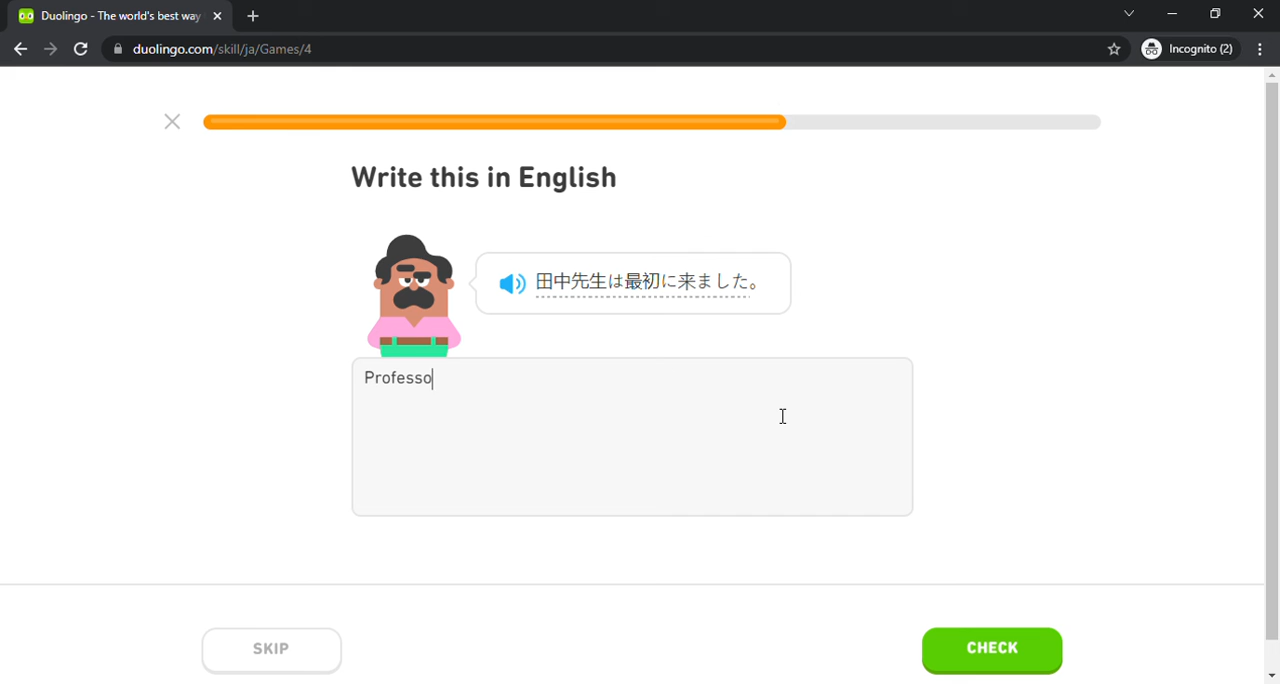 Duolingo - The world's best way
duolingo.com/skill/ja/Games/4
Incognito (2)
Write this in English
田中先生は最初に来ました。
Professo
SKIP
CHECK